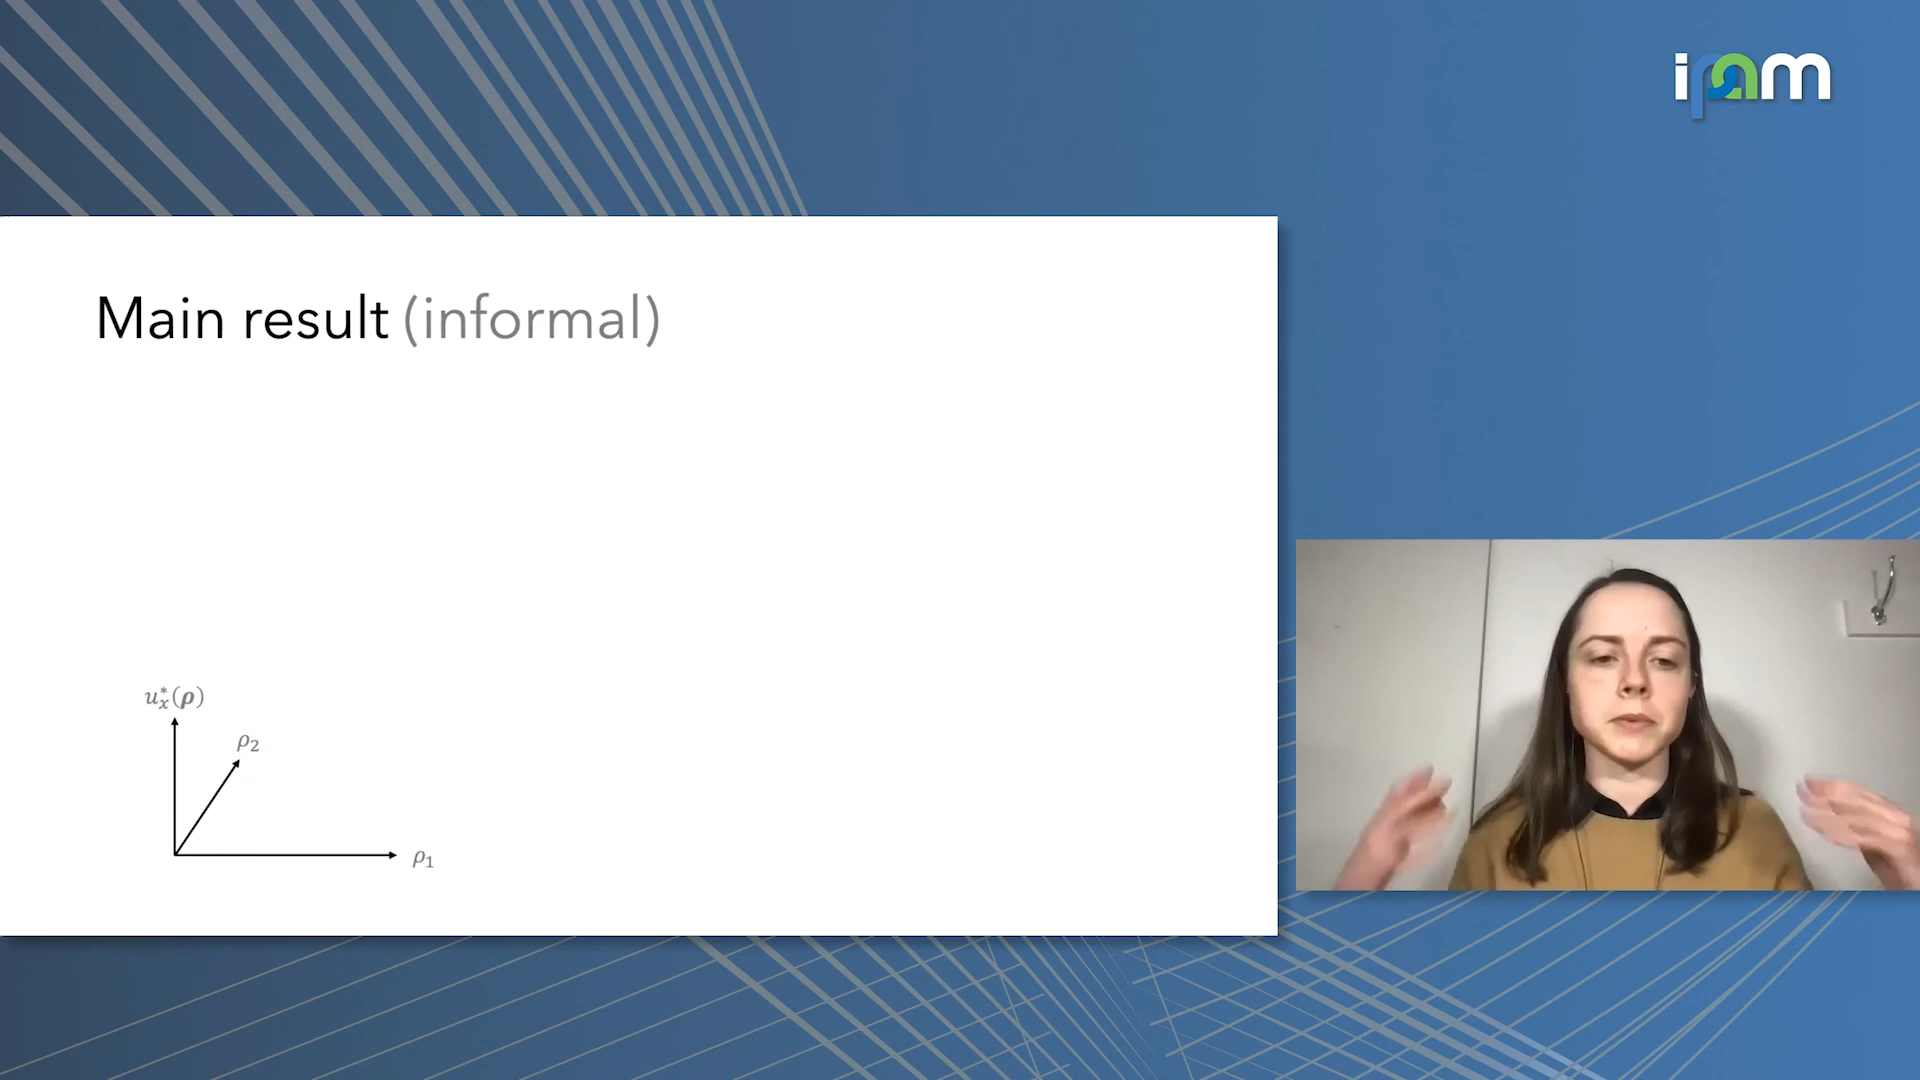 ipam
Main result (informal)
u*ₓ(ρ)
ρ₂
ρ₁